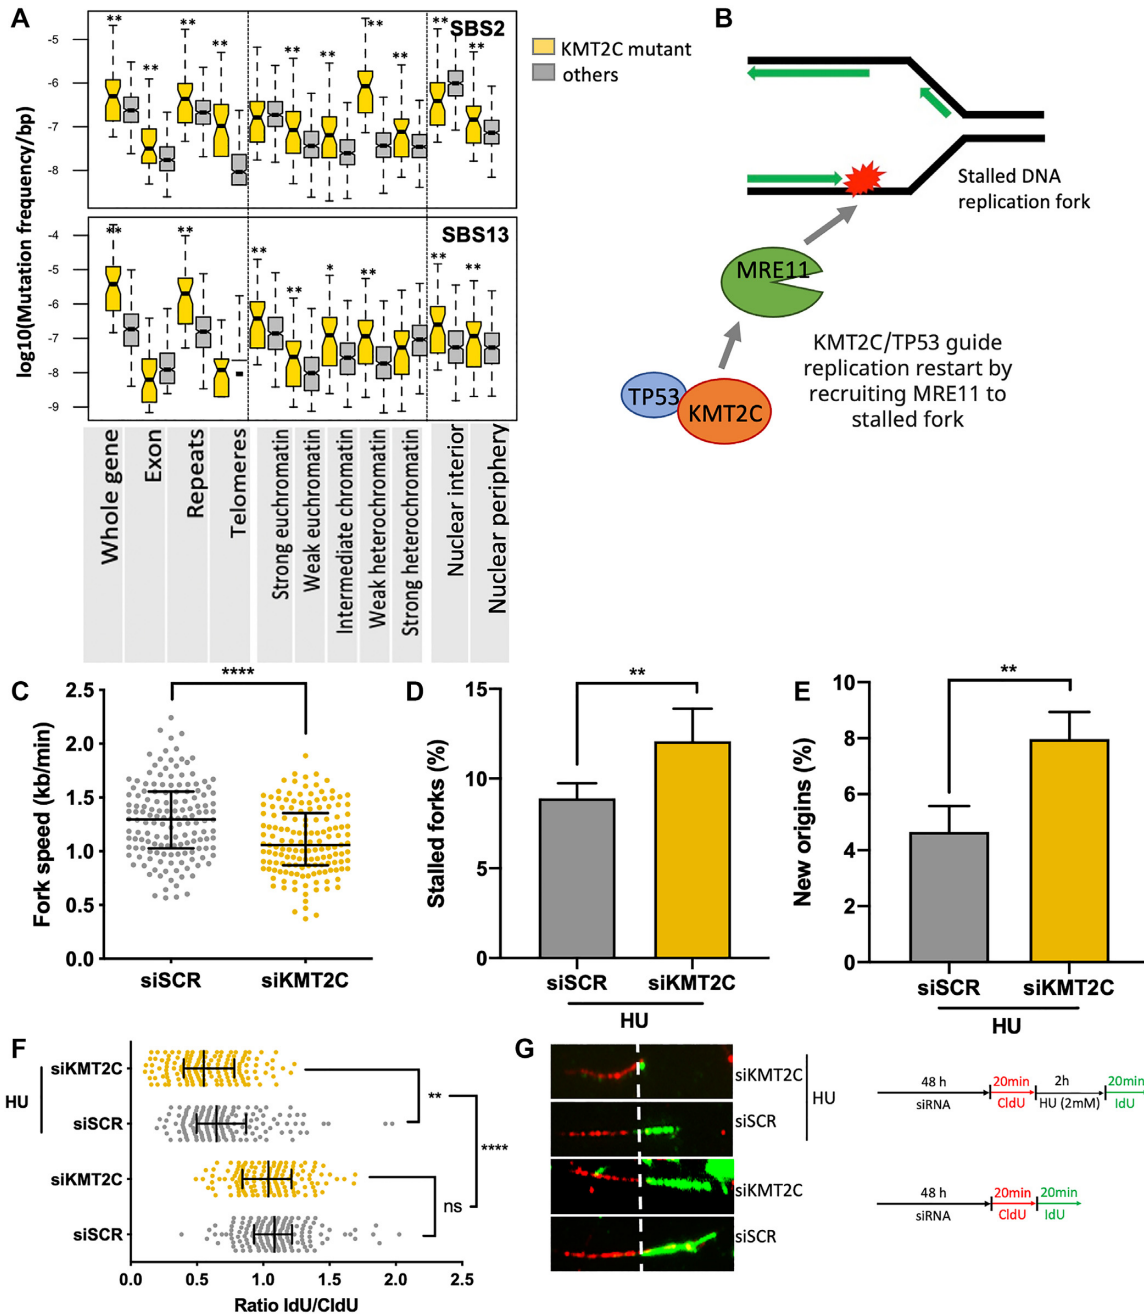 A
SBS2
log10(Mutation frequency/bp)
-5
-6
-7
-8
** ** ** ** ** ** ** ** ** **
KMT2C mutant
others
SBS13
-4
-5
-6
-7
-8
-9
** ** ** ** * ** ** **
Whole gene
Exon
Repeats
Telomeres
Strong euchromatin
Weak euchromatin
Intermediate chromatin
Weak heterochromatin
Strong heterochromatin
Nuclear interior
Nuclear periphery
B
Stalled DNA
replication fork
MRE11
TP53
KMT2C
KMT2C/TP53 guide
replication restart by
recruiting MRE11 to
stalled fork
C
Fork speed (kb/min)
2.5
2.0
1.5
1.0
0.5
0.0
****
siSCR siKMT2C
D
Stalled forks (%)
15
10
5
0
**
siSCR siKMT2C
HU
E
New origins (%)
10
8
6
4
2
0
**
siSCR siKMT2C
HU
F
HU
siKMT2C
siSCR
siKMT2C
siSCR
**
****
ns
0.0 0.5 1.0 1.5 2.0 2.5
Ratio IdU/CldU
G
siKMT2C
siSCR
HU
siKMT2C
siSCR
48 h 20min 2h 20min
siRNA CldU HU (2mM) IdU
48 h 20min 20min
siRNA CldU IdU